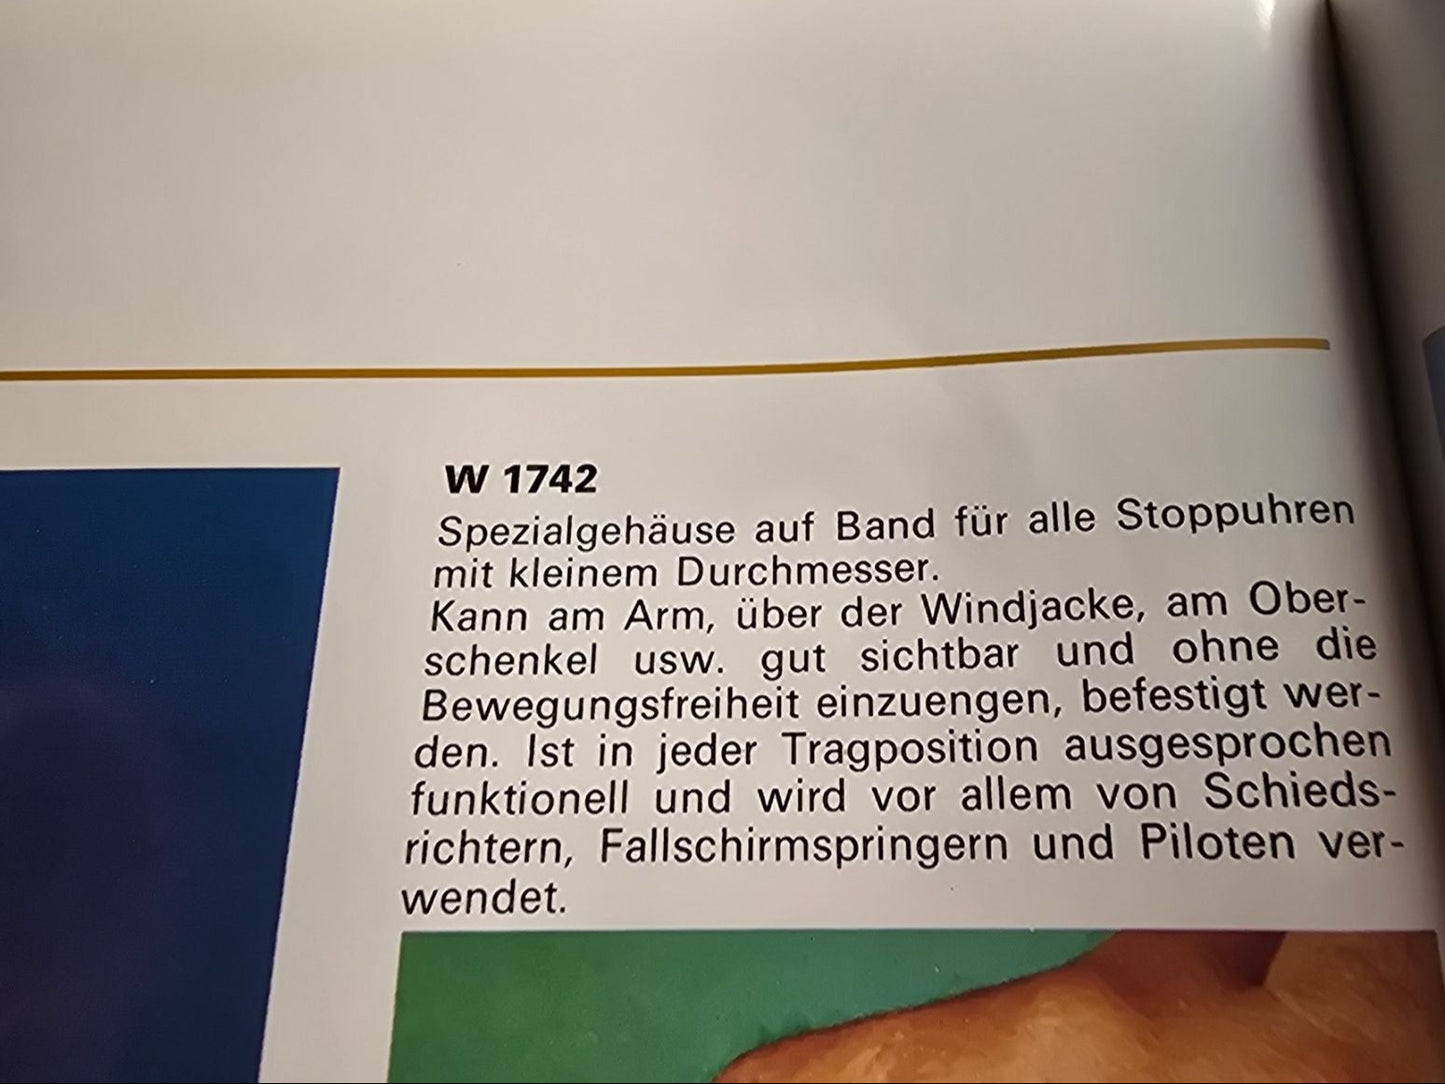 W 1742
Spezialgehäuse auf Band für alle Stoppuhren
mit kleinem Durchmesser.
Kann am Arm, über der Windjacke, am Ober-
schenkel usw. gut sichtbar und ohne die
Bewegungsfreiheit einzuengen, befestigt wer-
den. Ist in jeder Tragposition ausgesprochen
funktionell und wird vor allem von Schieds-
richtern, Fallschirmspringern und Piloten ver-
wendet.